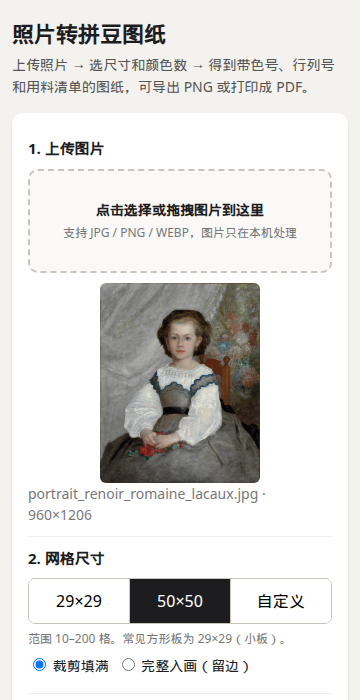 照片转拼豆图纸
上传照片 → 选尺寸和颜色数 → 得到带色号、行列号
和用料清单的图纸，可导出 PNG 或打印成 PDF。
1. 上传图片
点击选择或拖拽图片到这里
支持 JPG / PNG / WEBP，图片只在本机处理
portrait_renoir_romaine_lacaux.jpg ·
960×1206
2. 网格尺寸
29×29
50×50
自定义
范围 10–200 格。常见方形板为 29×29（小板）。
裁剪填满
完整入画（留边）